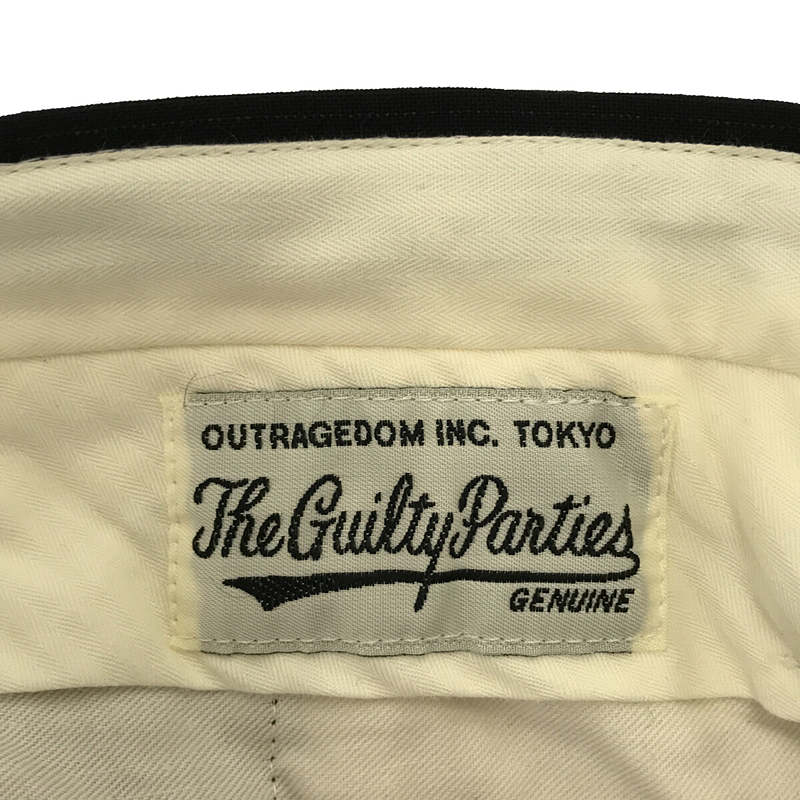 OUTRAGEDOM INC. TOKYO
The Guilty Parties
GENUINE